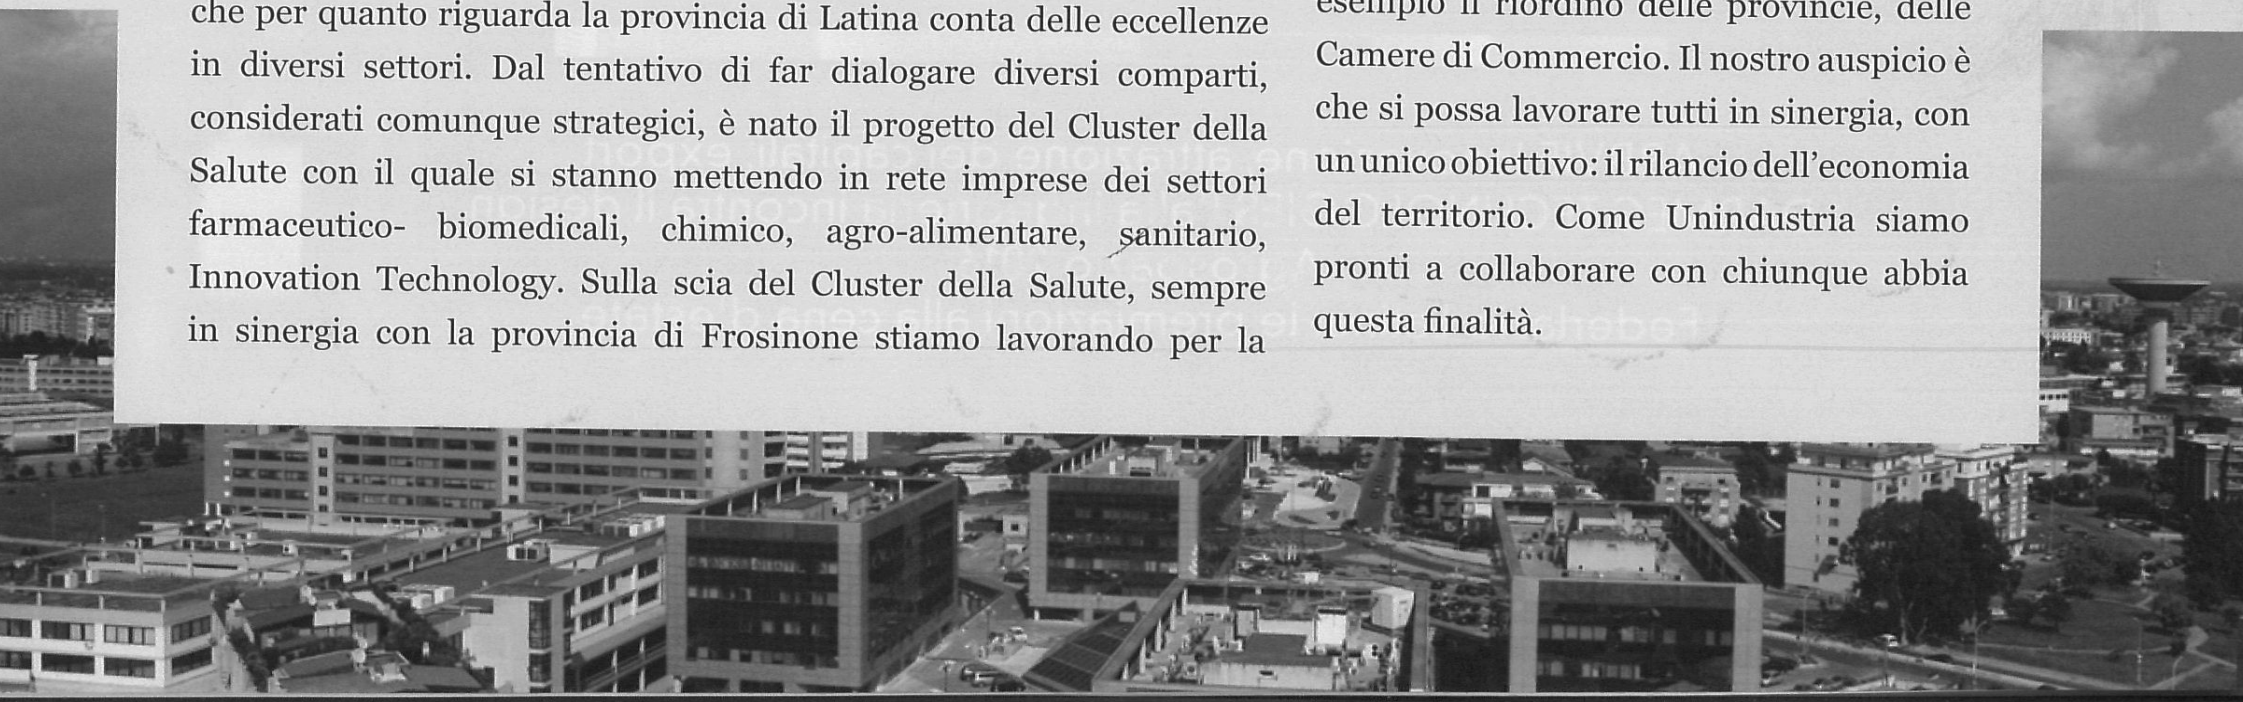 che per quanto riguarda la provincia di Latina conta delle eccellenze
in diversi settori. Dal tentativo di far dialogare diversi comparti,
considerati comunque strategici, è nato il progetto del Cluster della
Salute con il quale si stanno mettendo in rete imprese dei settori
farmaceutico- biomedicali, chimico, agro-alimentare, sanitario,
Innovation Technology. Sulla scia del Cluster della Salute, sempre
in sinergia con la provincia di Frosinone stiamo lavorando per la
esempio il riordino delle provincie, delle
Camere di Commercio. Il nostro auspicio è
che si possa lavorare tutti in sinergia, con
un unico obiettivo: il rilancio dell’economia
del territorio. Come Unindustria siamo
pronti a collaborare con chiunque abbia
questa finalità.